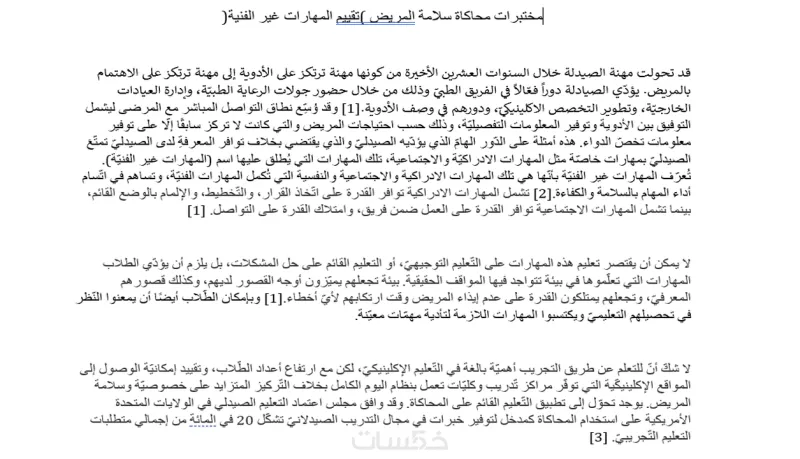 مختبرات محاكاة سلامة المريض )تقييم المهارات غير الفنية(
قد تحولت مهنة الصيدلة خلال السنوات العشرين الأخيرة من كونها مهنة ترتكز على الأدوية إلى مهنة ترتكز على الاهتمام
بالمريض. يؤدّي الصيادلة دوراً فعّالاً في الفريق الطبيّ وذلك من خلال حضور جولات الرعاية الطبيّة، وإدارة العيادات
الخارجيّة، وتطوير التخصص الاكلينيكيّ، ودورهم في وصف الأدوية.[1] وقد وُسِّع نطاق التواصل المباشر مع المرضى ليشمل
التوفيق بين الأدوية وتوفير المعلومات التفصيليّة، وذلك حسب احتياجات المريض والتي كانت لا تركز سابقًا إلّا على توفير
معلومات تخصّ الدواء. هذه أمثلة على الدّور الهامّ الذي يؤدّيه الصيدليّ والذي يقتضي بخلاف توافر المعرفةِ لدى الصيدليّ تمتّع
الصيدليّ بمهارات خاصّة مثل المهارات الادراكيّة والاجتماعية، تلك المهارات التي يُطلق عليها اسم (المهارات غير الفنية).
تُعرّف المهارات غير الفنية بأنّها هي تلك المهارات الادراكية والاجتماعية والنفسية التي تُكمل المهارات الفنيّة، وتساهم في اتّسام
أداء المهام بالسلامة والكفاءة.[2] تشمل المهارات الادراكية توافر القدرة على اتّخاذ القرار، والتّخطيط، والإلمام بالوضع القائم،
بينما تشمل المهارات الاجتماعية توافر القدرة على العمل ضمن فريق، وامتلاك القدرة على التواصل. [1]
لا يمكن أن يقتصر تعليم هذه المهارات على التّعليم التوجيهيّ، أو التعليم القائم على حل المشكلات، بل يلزم أن يؤدّي الطلاب
المهارات التي تعلّموها في بيئة تتواجد فيها المواقف الحقيقية. بيئة تجعلهم يميّزون أوجه القصور لديهم، وكذلك قصورهم
المعرفيّ، وتجعلهم يمتلكون القدرة على عدم إيذاء المريض وقت ارتكابهم لأيّ أخطاء.[1] وبإمكان الطّلاب أيضًا أن يمعنوا النّظر
في تحصيلهم التعليميّ ويكتسبوا المهارات اللازمة لتأدية مهمّات معيّنة.
لا شكّ أنّ للتعلم عن طريق التجريب أهميّة بالغة في التّعليم الإكلينيكيّ، لكن مع ارتفاع أعداد الطّلاب، وتقييد إمكانيّة الوصول إلى
المواقع الإكلينيكّية التي توفّر مراكز تّدريب وكليّات تعمل بنظام اليوم الكامل بخلاف التّركيز المتزايد على خصوصية وسلامة
المريض. يوجد تحوّل إلى تطبيق التّعليم القائم على المحاكاة. وقد وافق مجلس اعتماد التعليم الصيدلي في الولايات المتحدة
الأمريكية على استخدام المحاكاة كمدخل لتوفير خبرات في مجال التدريب الصيدلانيّ تشكّل 20 في المائة من إجمالي متطلبات
التعليم التّجريبيّ. [3]
خمسات